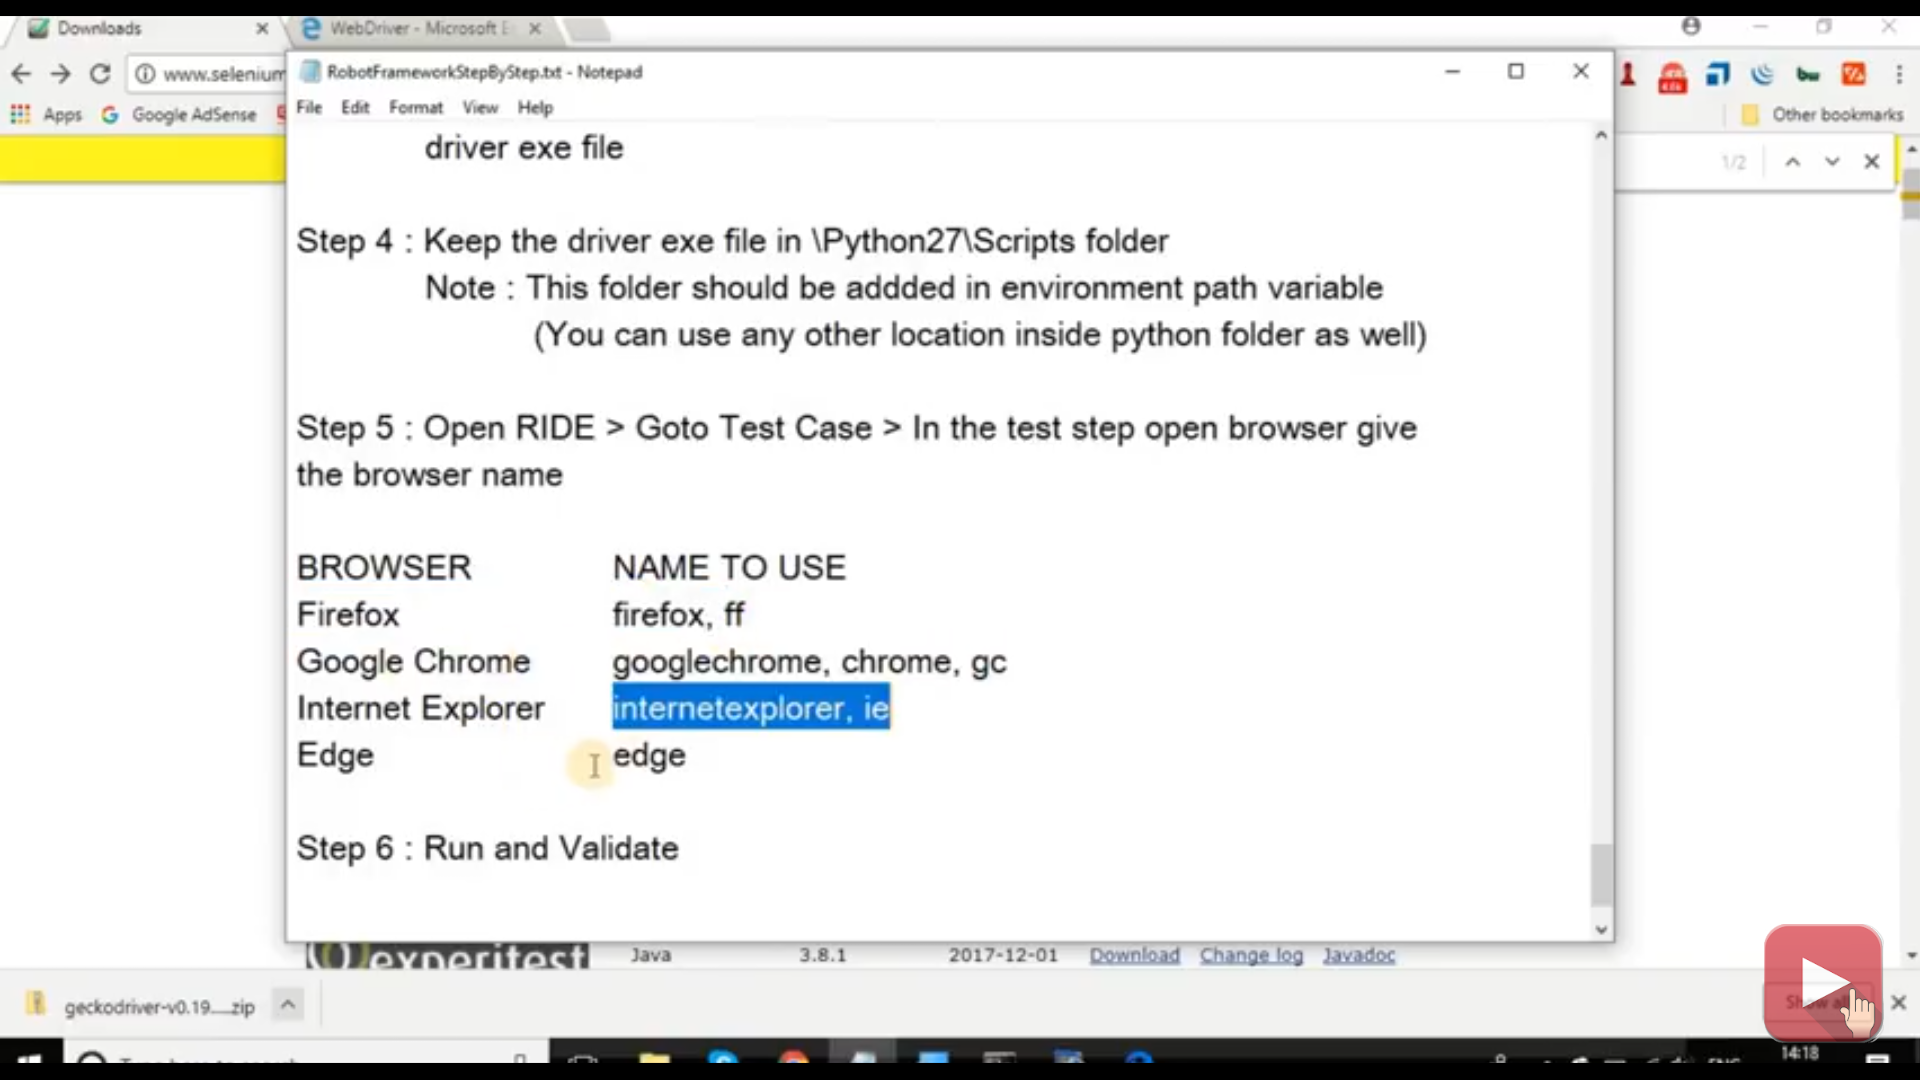 Downloads
WebDriver - Microsoft E
www.selenium
Apps
Google AdSense
Other bookmarks
1/2
RobotFrameworkStepByStep.txt - Notepad
File Edit Format View Help
driver exe file
Step 4 : Keep the driver exe file in \Python27\Scripts folder
Note : This folder should be addded in environment path variable
(You can use any other location inside python folder as well)
Step 5 : Open RIDE > Goto Test Case > In the test step open browser give
the browser name
BROWSER NAME TO USE
Firefox firefox, ff
Google Chrome googlechrome, chrome, gc
Internet Explorer internetexplorer, ie
Edge edge
Step 6 : Run and Validate
experitest
Java 3.8.1 2017-12-01 Download Change log Javadoc
geckodriver-v0.19....zip
Show all
14:18